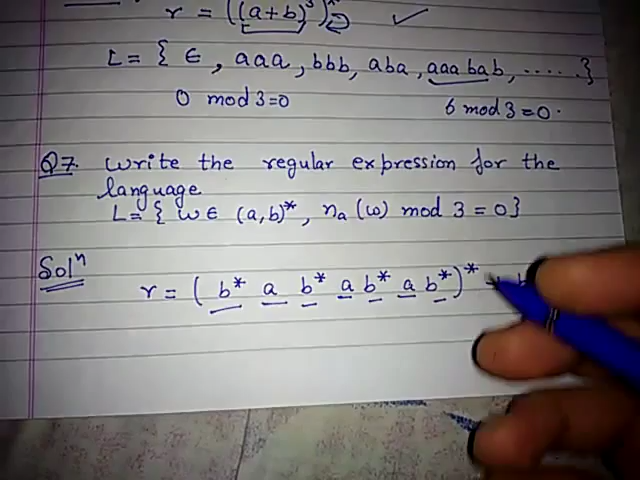 r = ((a+b)³)*
L = { ∈ , aaa , bbb, aba, aaabab, ..... }
0 mod 3=0 6 mod 3=0.
Q7. Write the regular expression for the
language
L= { w∈ (a,b)*, na (w) mod 3 = 0}
Solⁿ
r = ( b* a b* a b* a b* )* + b